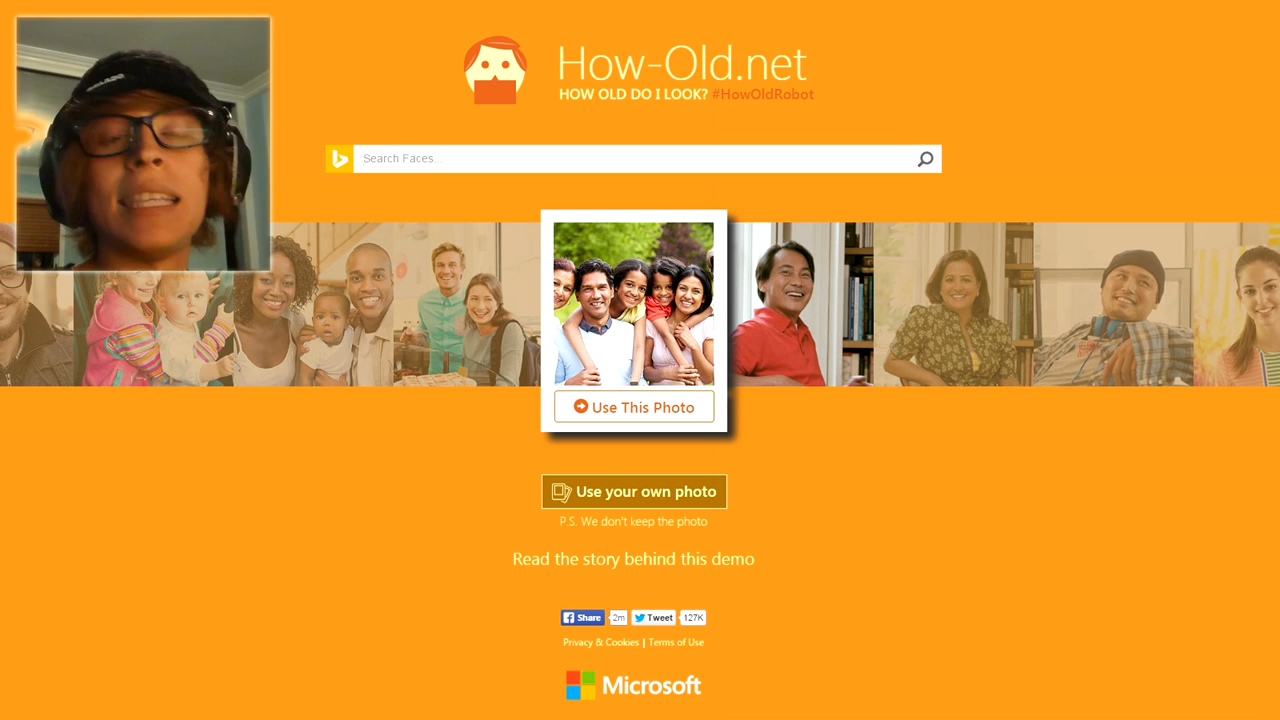 How-Old.net
HOW OLD DO I LOOK? #HowOldRobot
Search Faces...
Use This Photo
Use your own photo
P.S. We don't keep the photo
Read the story behind this demo
Share 2m Tweet 127K
Privacy & Cookies | Terms of Use
Microsoft